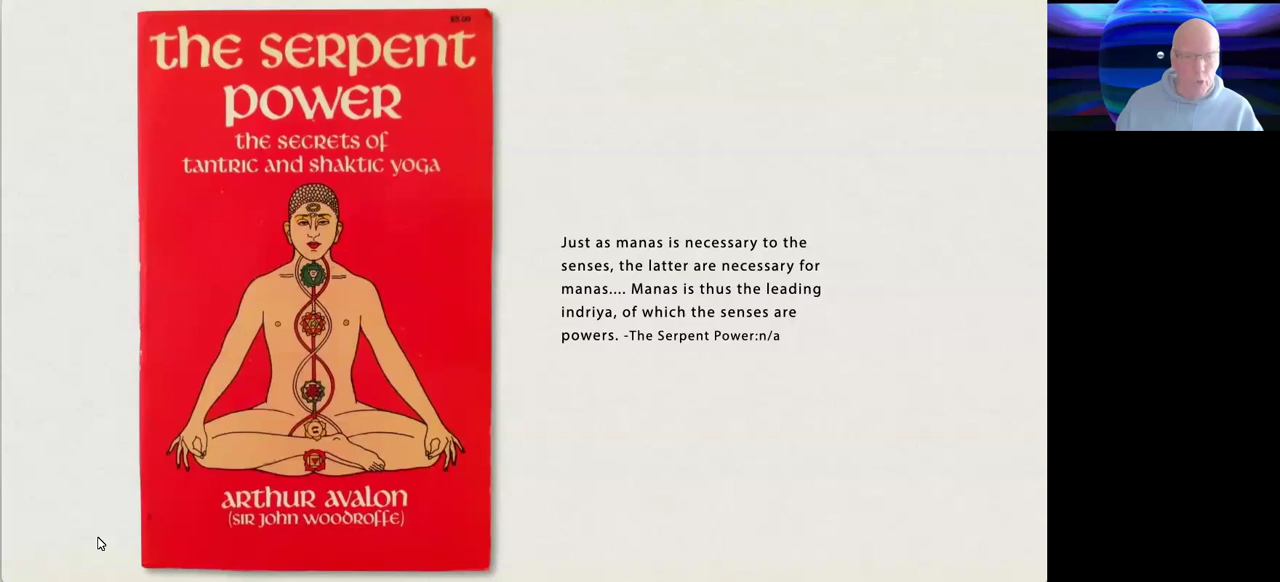 $5.00
the serpent
power
the secrets of
tantric and shaktic yoga
arthur avalon
(sir john woodroffe)
Just as manas is necessary to the
senses, the latter are necessary for
manas.... Manas is thus the leading
indriya, of which the senses are
powers. -The Serpent Power:n/a